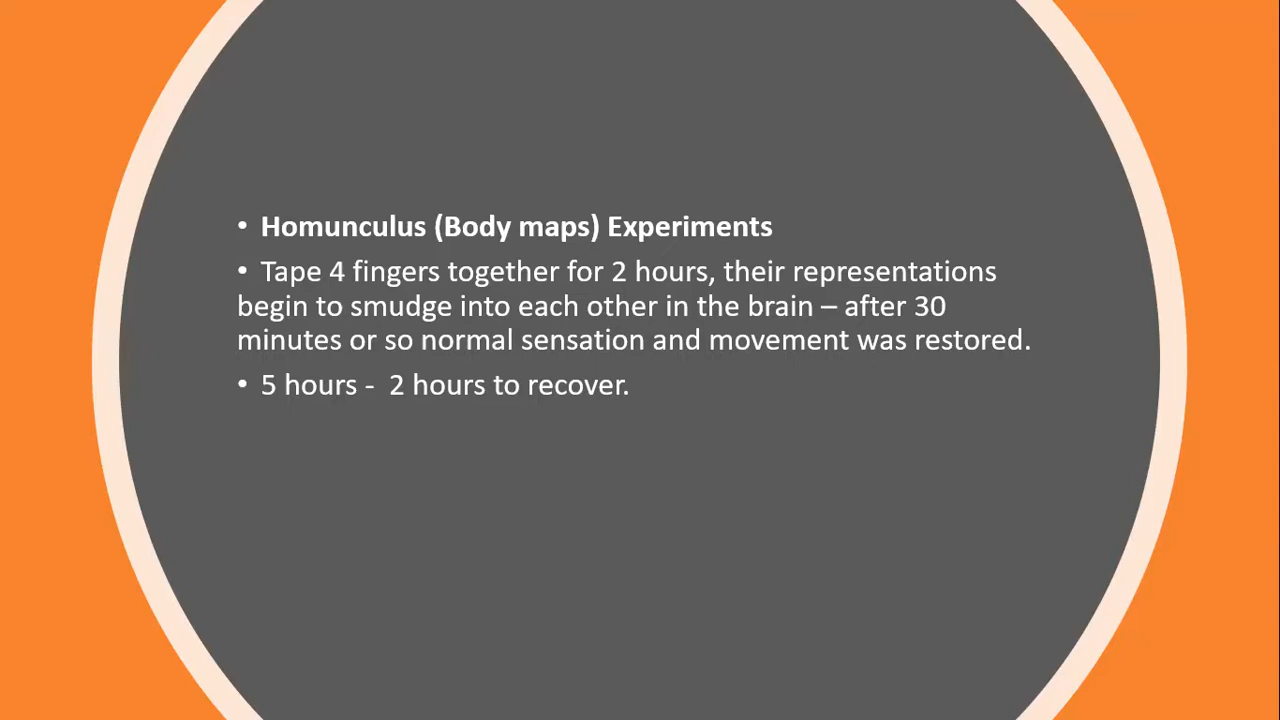 • Homunculus (Body maps) Experiments
• Tape 4 fingers together for 2 hours, their representations
begin to smudge into each other in the brain – after 30
minutes or so normal sensation and movement was restored.
• 5 hours -  2 hours to recover.